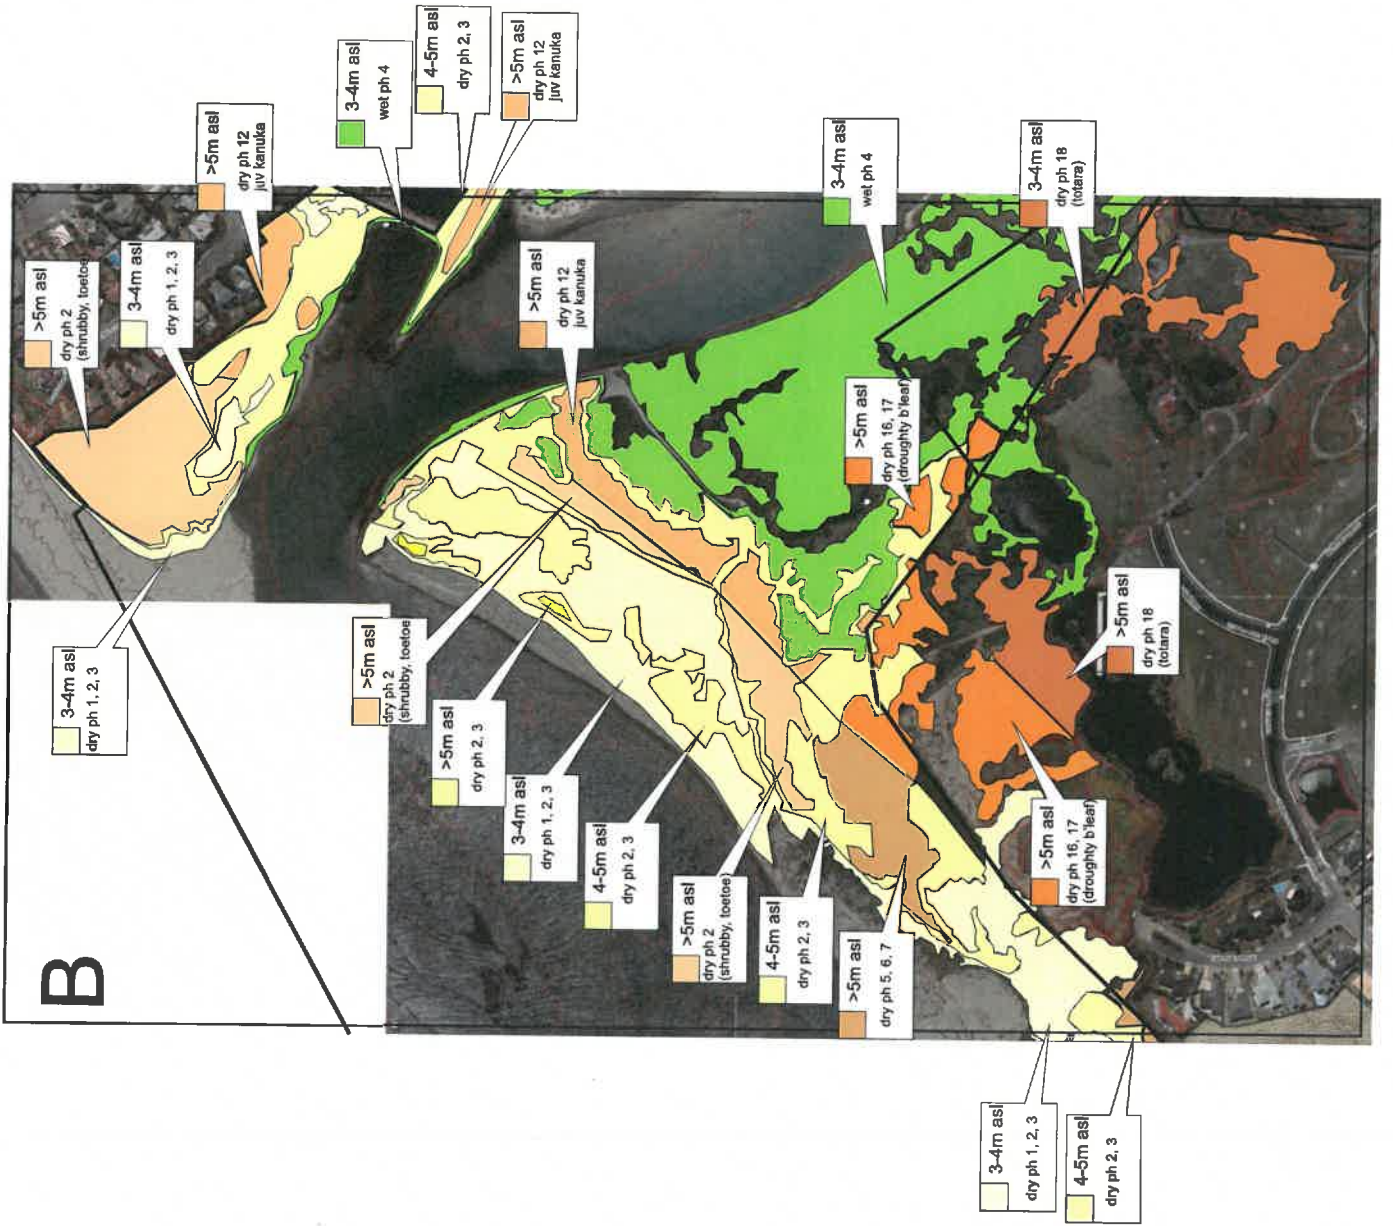 4-5m asl
dry ph 2, 3
3-4m asl
wet ph 4
>5m asl
dry ph 12
juv kanuka
>5m asl
dry ph 12
juv kanuka
>5m asl
dry ph 2
(shrubby, toetoe)
3-4m asl
dry ph 1, 2, 3
3-4m asl
wet ph 4
3-4m asl
dry ph 18
(totara)
>5m asl
dry ph 12
juv kanuka
>5m asl
dry ph 16, 17
(droughty b'leaf)
3-4m asl
dry ph 1, 2, 3
>5m asl
dry ph 2
(shrubby, toetoe)
>5m asl
dry ph 18
(totara)
>5m asl
dry ph 2, 3
3-4m asl
dry ph 1, 2, 3
4-5m asl
dry ph 2, 3
>5m asl
dry ph 16, 17
(droughty b'leaf)
>5m asl
dry ph 2
(shrubby, toetoe)
4-5m asl
dry ph 2, 3
>5m asl
dry ph 5, 6, 7
B
3-4m asl
dry ph 1, 2, 3
4-5m asl
dry ph 2, 3